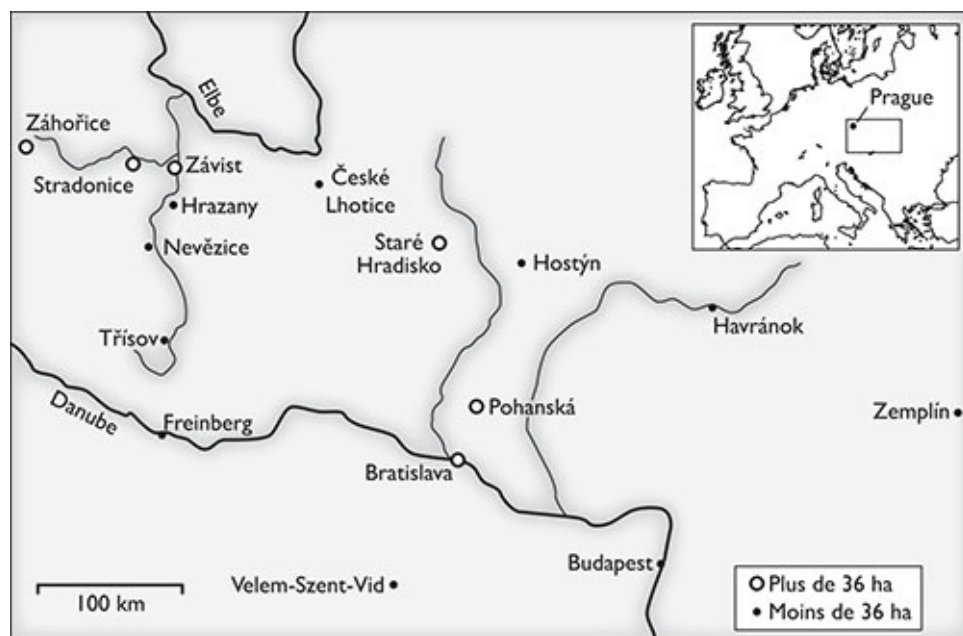 Elbe
Prague
Záhořice
Stradonice
Závist
Hrazany
České
Lhotice
Nevězice
Staré
Hradisko
Hostýn
Havránok
Třísov
Danube
Freinberg
Pohanská
Zemplín
Bratislava
Budapest
Velem-Szent-Vid
100 km
Plus de 36 ha
Moins de 36 ha